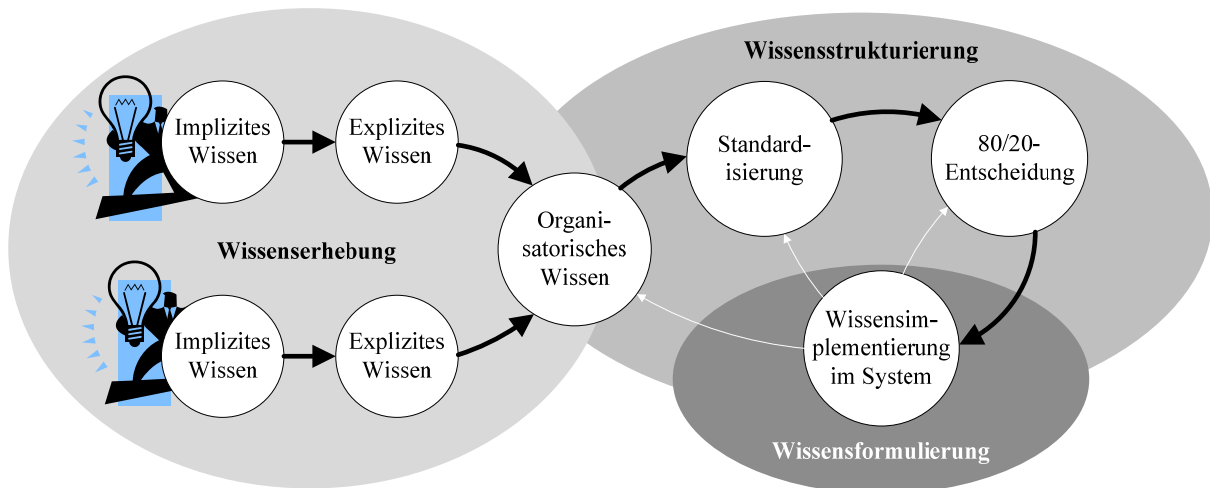 Wissensstrukturierung
Implizites
Wissen
Explizites
Wissen
Standard-
isierung
80/20-
Entscheidung
Organi-
satorisches
Wissen
Wissenserhebung
Implizites
Wissen
Explizites
Wissen
Wissensim-
plementierung
im System
Wissensformulierung